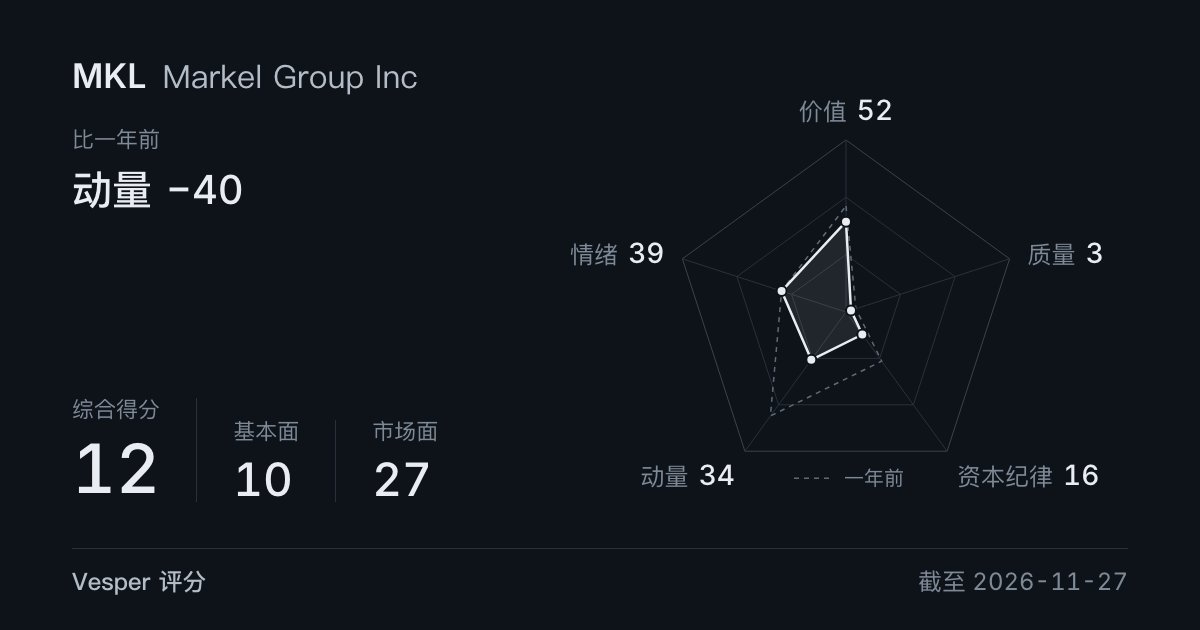 MKL Markel Group Inc
比一年前
动量 −40
价值 52
情绪 39
质量 3
动量 34
一年前
资本纪律 16
综合得分
12
基本面
10
市场面
27
Vesper 评分
截至 2026-11-27